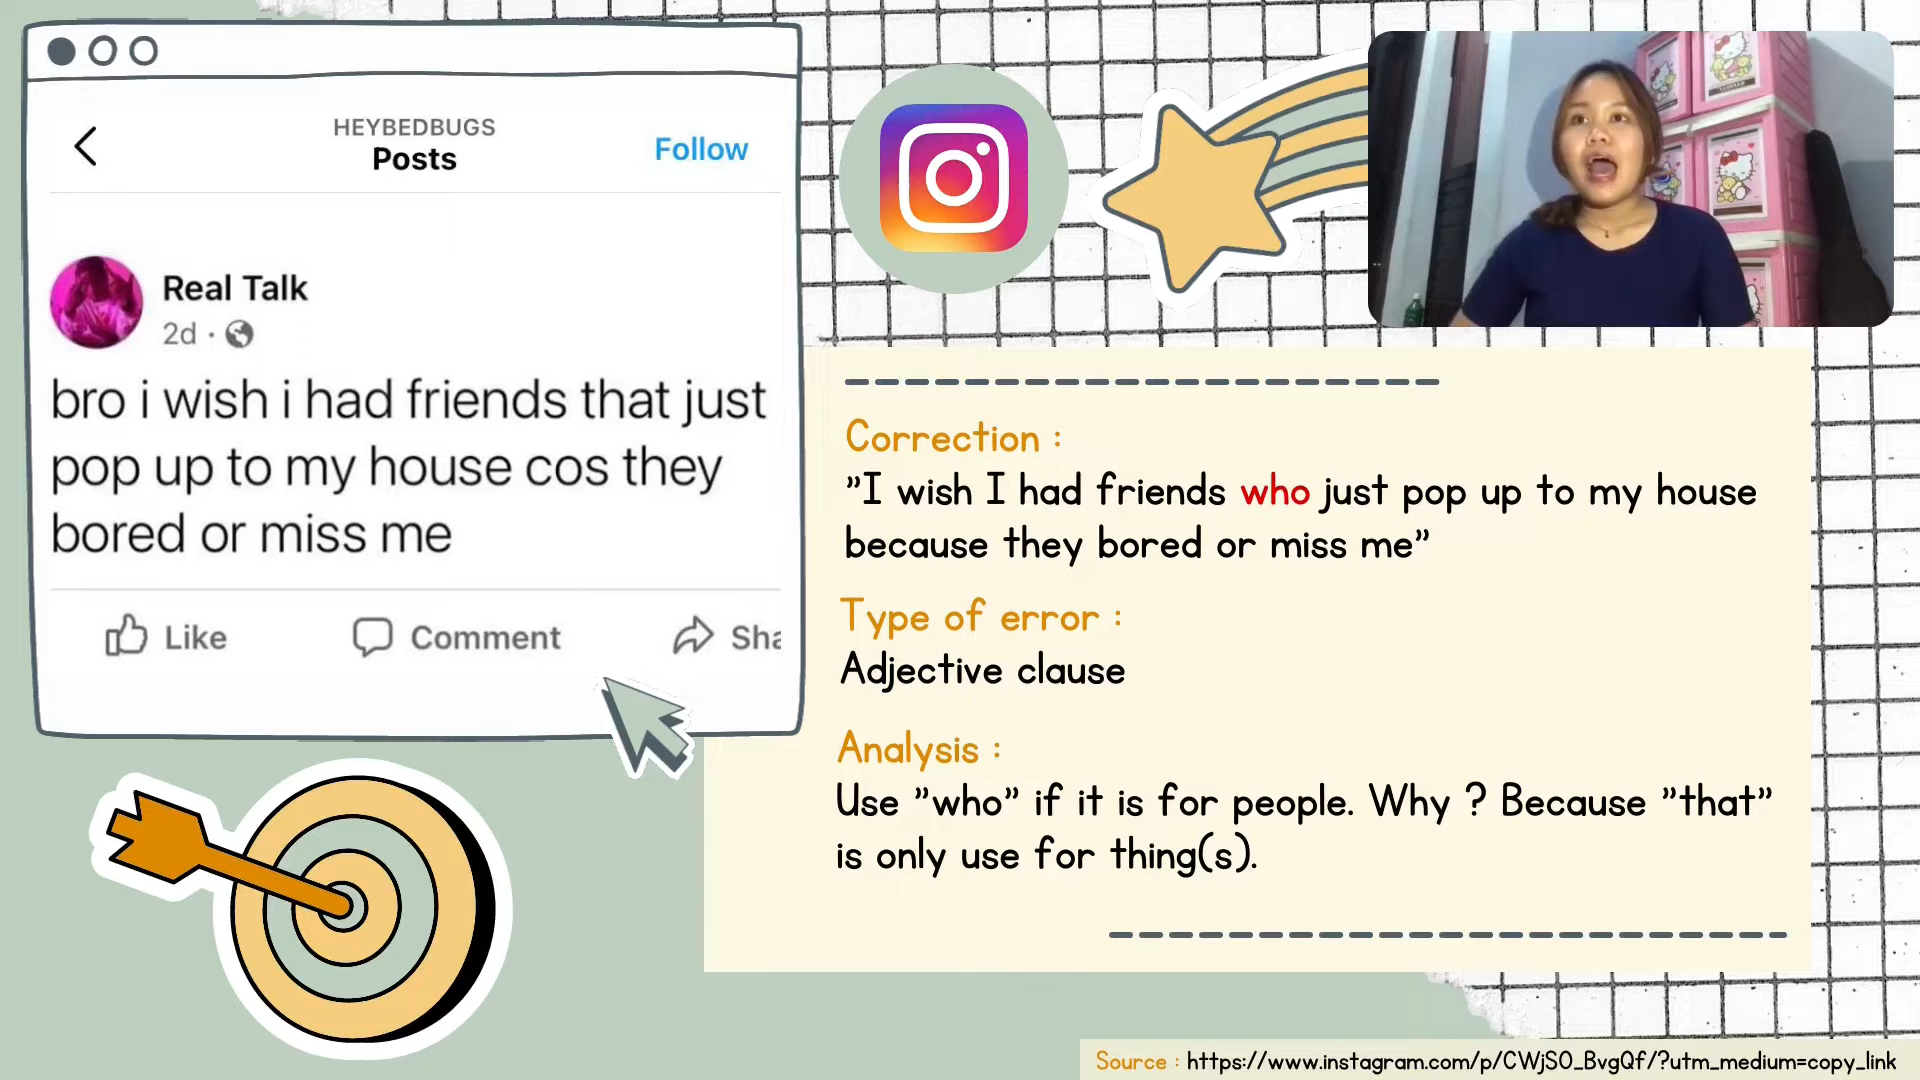 HEYBEDBUGS
Posts
Follow
Real Talk
2d ·
bro i wish i had friends that just
pop up to my house cos they
bored or miss me
Like
Comment
Sha
Correction :
”I wish I had friends who just pop up to my house
because they bored or miss me”
Type of error :
Adjective clause
Analysis :
Use ”who” if it is for people. Why ? Because ”that”
is only use for thing(s).
Source : https://www.instagram.com/p/CWjSO_BvgQf/?utm_medium=copy_link